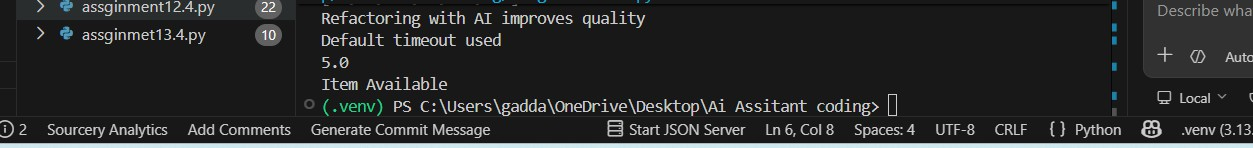 assginment12.4.py 22
assginmet13.4.py 10
Refactoring with AI improves quality
Default timeout used
5.0
Item Available
(.venv) PS C:\Users\gadda\OneDrive\Desktop\Ai Assitant coding>
Describe wha
Auto
Local
2 Sourcery Analytics Add Comments Generate Commit Message Start JSON Server Ln 6, Col 8 Spaces: 4 UTF-8 CRLF { } Python .venv (3.13.